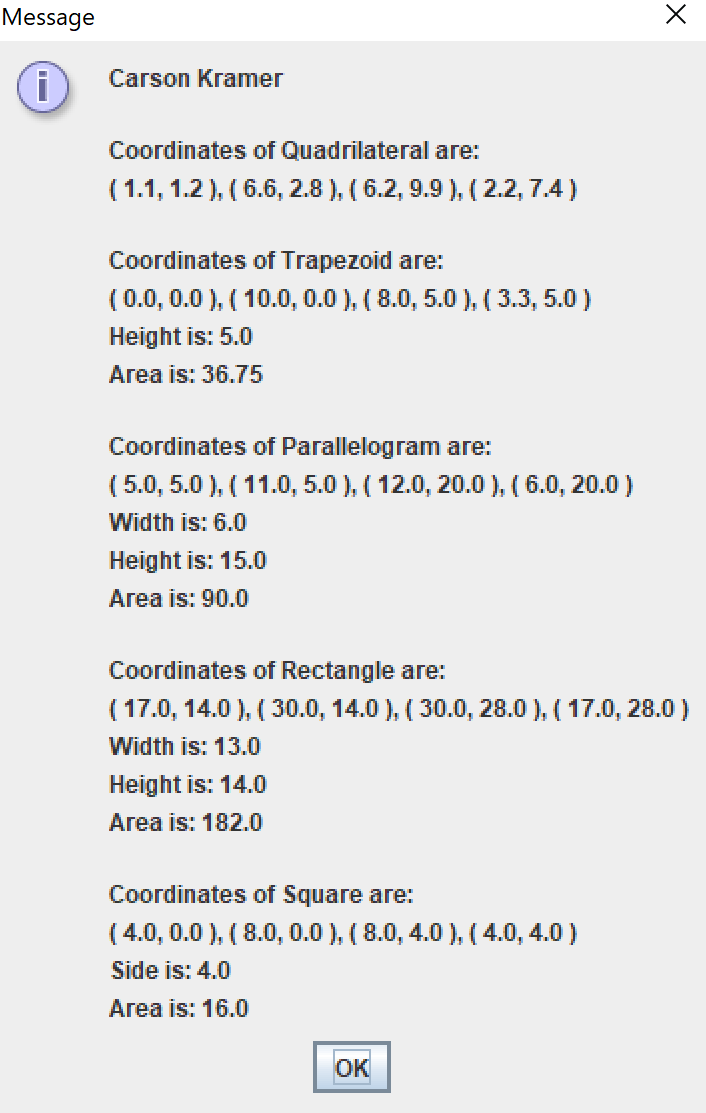 Message
Carson Kramer
Coordinates of Quadrilateral are:
( 1.1, 1.2 ), ( 6.6, 2.8 ), ( 6.2, 9.9 ), ( 2.2, 7.4 )
Coordinates of Trapezoid are:
( 0.0, 0.0 ), ( 10.0, 0.0 ), ( 8.0, 5.0 ), ( 3.3, 5.0 )
Height is: 5.0
Area is: 36.75
Coordinates of Parallelogram are:
( 5.0, 5.0 ), ( 11.0, 5.0 ), ( 12.0, 20.0 ), ( 6.0, 20.0 )
Width is: 6.0
Height is: 15.0
Area is: 90.0
Coordinates of Rectangle are:
( 17.0, 14.0 ), ( 30.0, 14.0 ), ( 30.0, 28.0 ), ( 17.0, 28.0 )
Width is: 13.0
Height is: 14.0
Area is: 182.0
Coordinates of Square are:
( 4.0, 0.0 ), ( 8.0, 0.0 ), ( 8.0, 4.0 ), ( 4.0, 4.0 )
Side is: 4.0
Area is: 16.0
OK